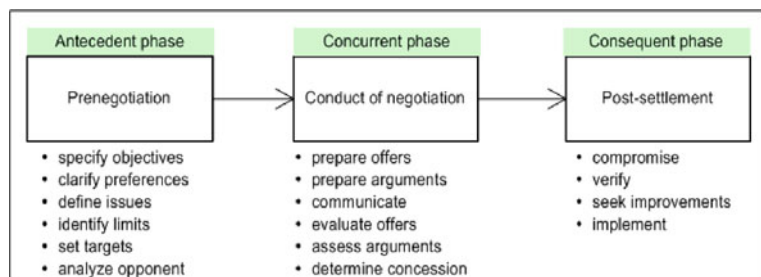 Antecedent phase
Prenegotiation
• specify objectives
• clarify preferences
• define issues
• identify limits
• set targets
• analyze opponent
Concurrent phase
Conduct of negotiation
• prepare offers
• prepare arguments
• communicate
• evaluate offers
• assess arguments
• determine concession
Consequent phase
Post-settlement
• compromise
• verify
• seek improvements
• implement